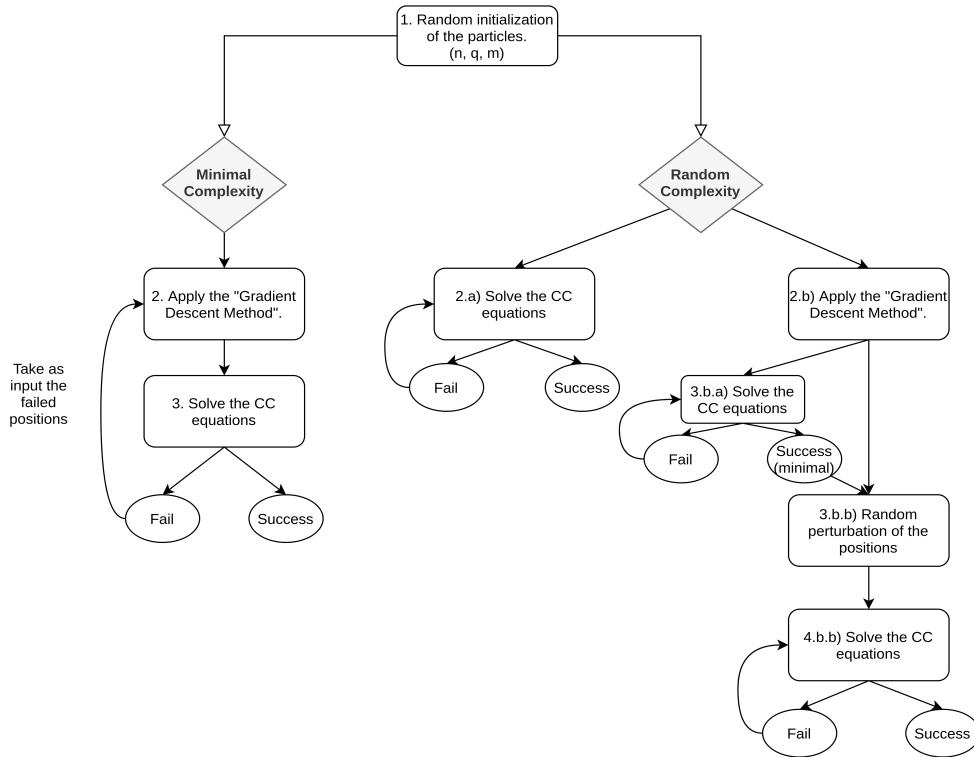 1. Random initialization
of the particles.
(n, q, m)
Minimal
Complexity
Random
Complexity
2. Apply the "Gradient
Descent Method".
2.a) Solve the CC
equations
2.b) Apply the "Gradient
Descent Method".
Take as
input the
failed
positions
3. Solve the CC
equations
Fail
Success
3.b.a) Solve the
CC equations
Fail
Success
(minimal)
Fail
Success
3.b.b) Random
perturbation of the
positions
4.b.b) Solve the CC
equations
Fail
Success